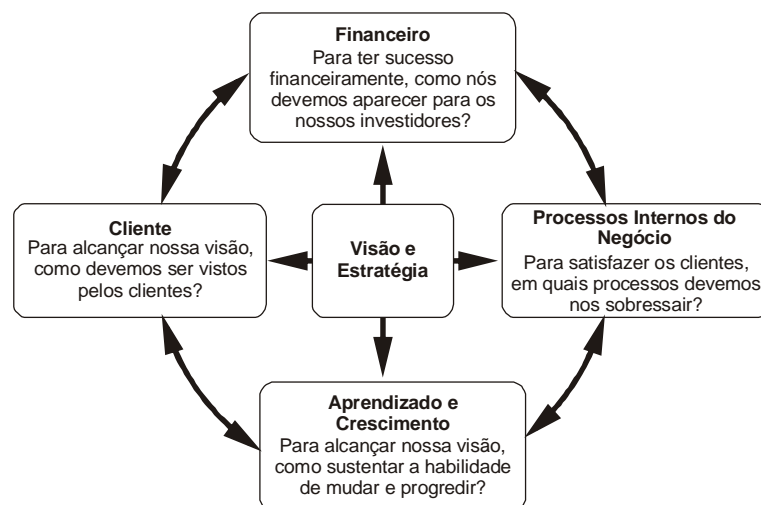 Financeiro
Para ter sucesso
financeiramente, como nós
devemos aparecer para os
nossos investidores?
Cliente
Para alcançar nossa visão,
como devemos ser vistos
pelos clientes?
Visão e
Estratégia
Processos Internos do
Negócio
Para satisfazer os clientes,
em quais processos devemos
nos sobressair?
Aprendizado e
Crescimento
Para alcançar nossa visão,
como sustentar a habilidade
de mudar e progredir?